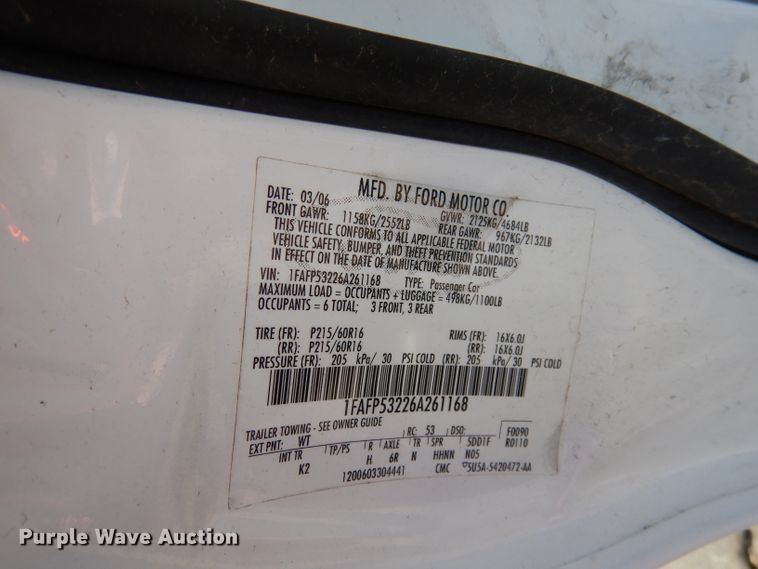 MFD. BY FORD MOTOR CO.
DATE: 03/06 GVWR: 2125KG/4684LB
FRONT GAWR: 1158KG/2552LB REAR GAWR: 967KG/2132LB
THIS VEHICLE CONFORMS TO ALL APPLICABLE FEDERAL MOTOR
VEHICLE SAFETY, BUMPER, AND THEFT PREVENTION STANDARDS
IN EFFECT ON THE DATE OF MANUFACTURE SHOWN ABOVE.
VIN: 1FAFP53226A261168 TYPE: Passenger Car
MAXIMUM LOAD = OCCUPANTS + LUGGAGE = 498KG/1100LB
OCCUPANTS = 6 TOTAL; 3 FRONT, 3 REAR
TIRE (FR): P215/60R16 RIMS (FR): 16X6.0J
(RR): P215/60R16 (RR): 16X6.0J
PRESSURE (FR): 205 kPa/ 30 PSI COLD (RR): 205 kPa/ 30 PSI COLD
1FAFP53226A261168
TRAILER TOWING - SEE OWNER GUIDE
EXT PNT: WT RC: 53 DSO: F0090
INT TR TP/PS R AXLE TR SPR 5DD1F R0110
K2 H 6R N HHNN N05
1200603304441 CMC 5U5A-5420472-AA
Purple Wave Auction